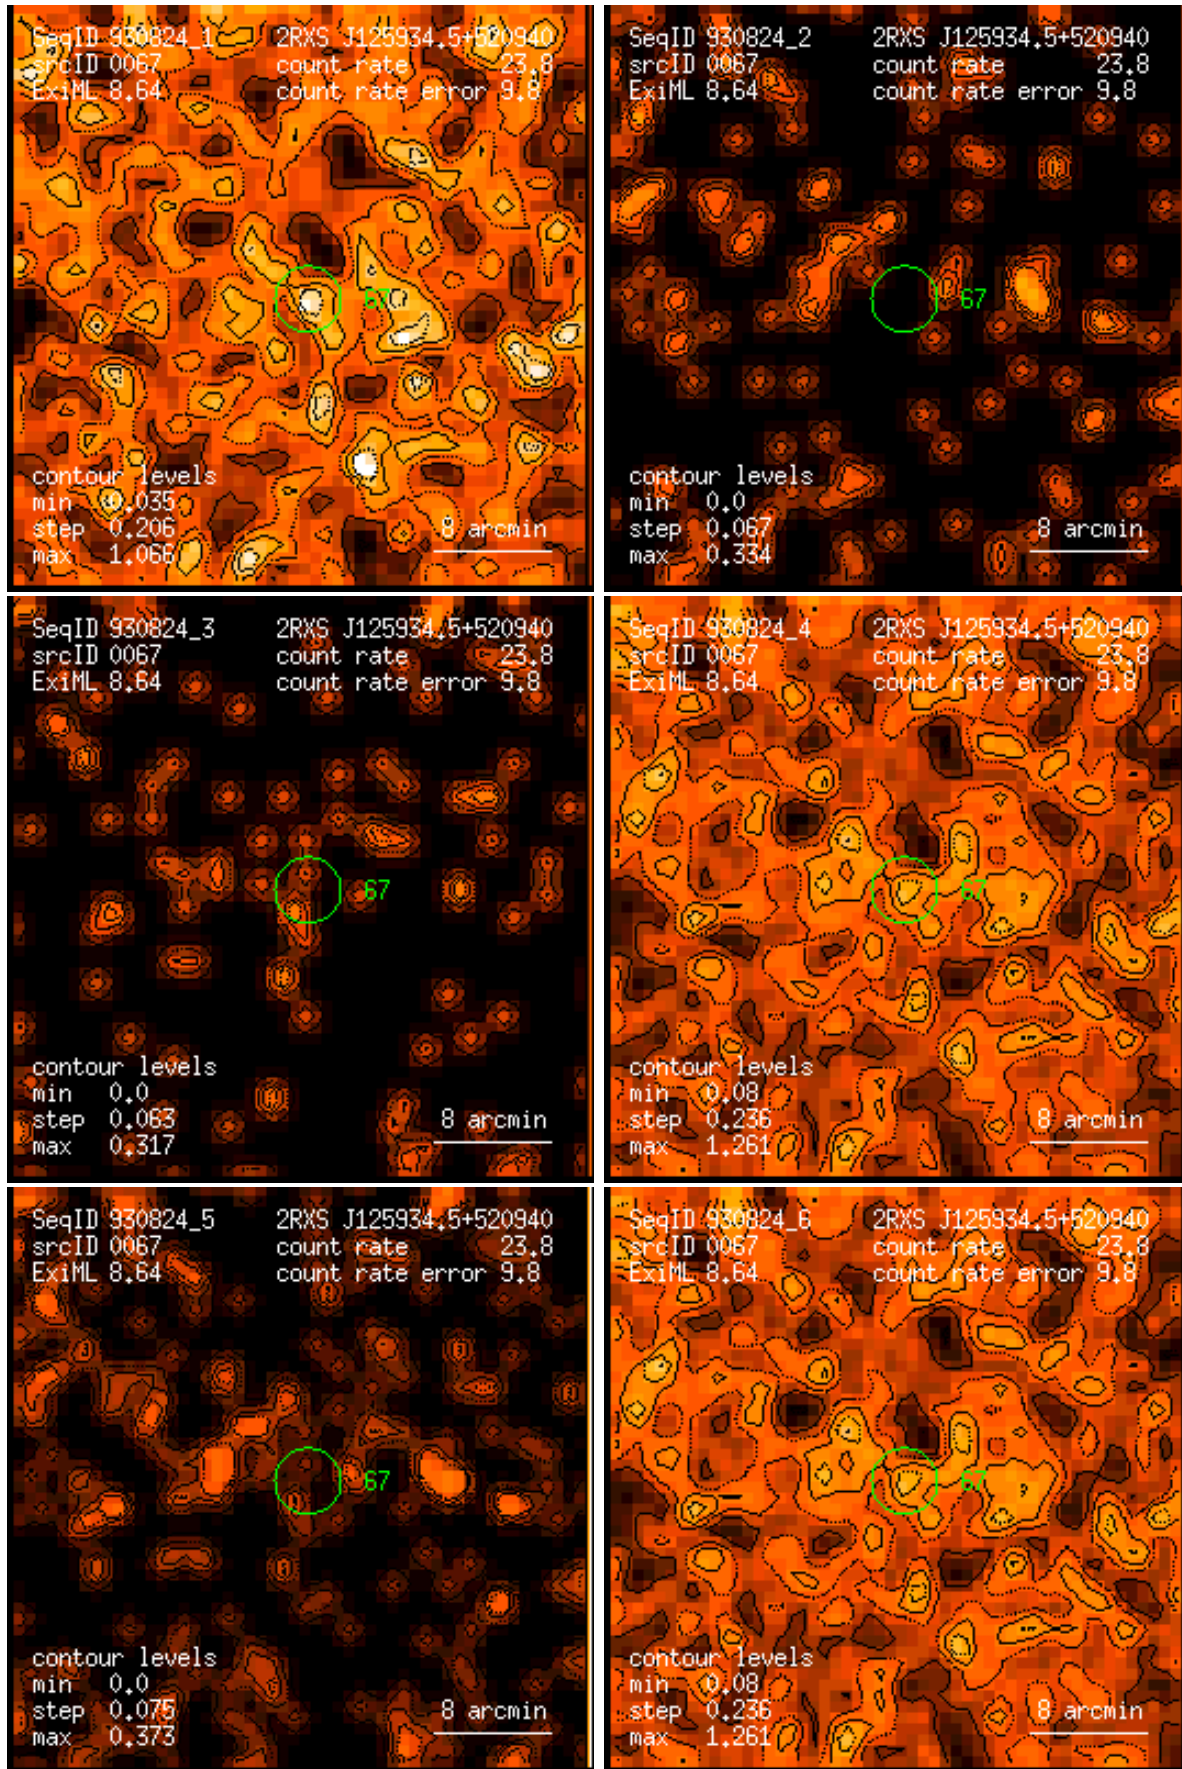 SeqID 930824_1 2RXS J125934.5+520940
srcID 0067 count rate 23.8
ExiML 8.64 count rate error 9.8
67
contour levels
min 0.035
step 0.206
max 1.066
8 arcmin
SeqID 930824_2 2RXS J125934.5+520940
srcID 0067 count rate 23.8
ExiML 8.64 count rate error 9.8
67
contour levels
min 0.0
step 0.067
max 0.334
8 arcmin
SeqID 930824_3 2RXS J125934.5+520940
srcID 0067 count rate 23.8
ExiML 8.64 count rate error 9.8
67
contour levels
min 0.0
step 0.063
max 0.317
8 arcmin
SeqID 930824_4 2RXS J125934.5+520940
srcID 0067 count rate 23.8
ExiML 8.64 count rate error 9.8
67
contour levels
min 0.08
step 0.236
max 1.261
8 arcmin
SeqID 930824_5 2RXS J125934.5+520940
srcID 0067 count rate 23.8
ExiML 8.64 count rate error 9.8
67
contour levels
min 0.0
step 0.075
max 0.373
8 arcmin
SeqID 930824_6 2RXS J125934.5+520940
srcID 0067 count rate 23.8
ExiML 8.64 count rate error 9.8
67
contour levels
min 0.08
step 0.236
max 1.261
8 arcmin